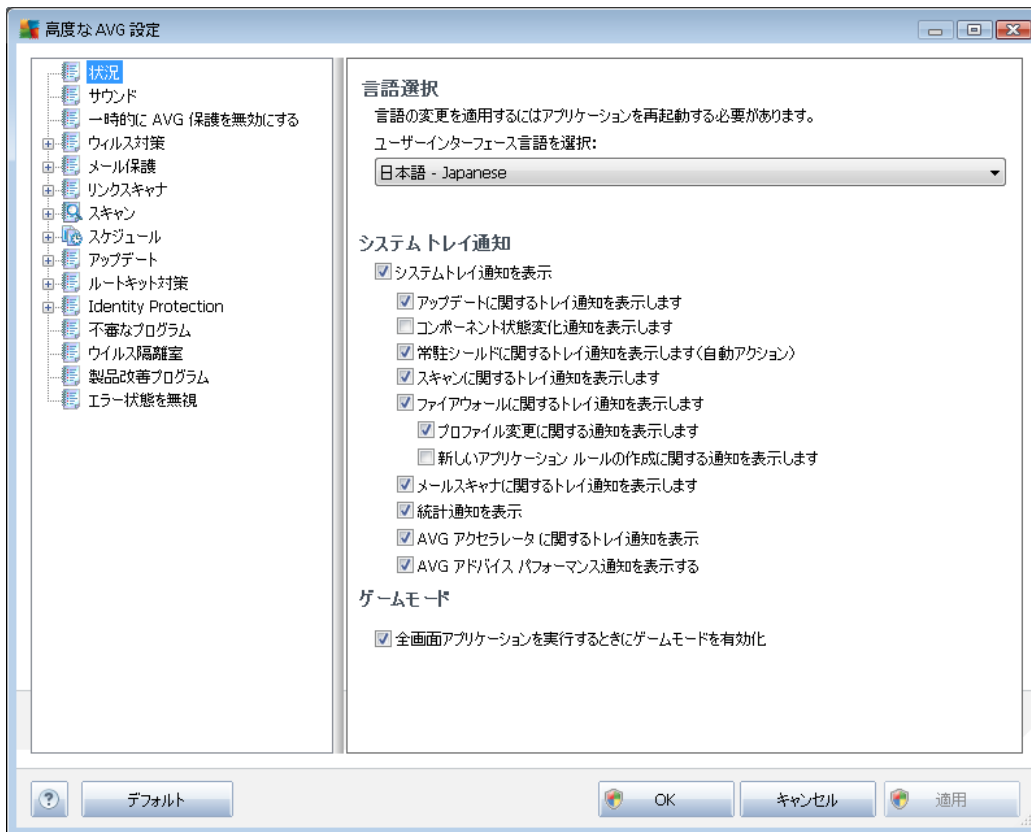 高度な AVG 設定
状況
サウンド
一時的に AVG 保護を無効にする
ウィルス対策
メール保護
リンクスキャナ
スキャン
スケジュール
アップデート
ルートキット対策
Identity Protection
不審なプログラム
ウイルス隔離室
製品改善プログラム
エラー状態を無視
言語選択
言語の変更を適用するにはアプリケーションを再起動する必要があります。
ユーザーインターフェース言語を選択:
日本語 - Japanese
システム トレイ通知
システムトレイ通知を表示
アップデートに関するトレイ通知を表示します
コンポーネント状態変化通知を表示します
常駐シールドに関するトレイ通知を表示します(自動アクション)
スキャンに関するトレイ通知を表示します
ファイアウォールに関するトレイ通知を表示します
プロファイル変更に関する通知を表示します
新しいアプリケーション ルールの作成に関する通知を表示します
メールスキャナに関するトレイ通知を表示します
統計通知を表示
AVG アクセラレータ に関するトレイ通知を表示
AVG アドバイス パフォーマンス通知を表示する
ゲームモード
全画面アプリケーションを実行するときにゲームモードを有効化
? デフォルト OK キャンセル 適用